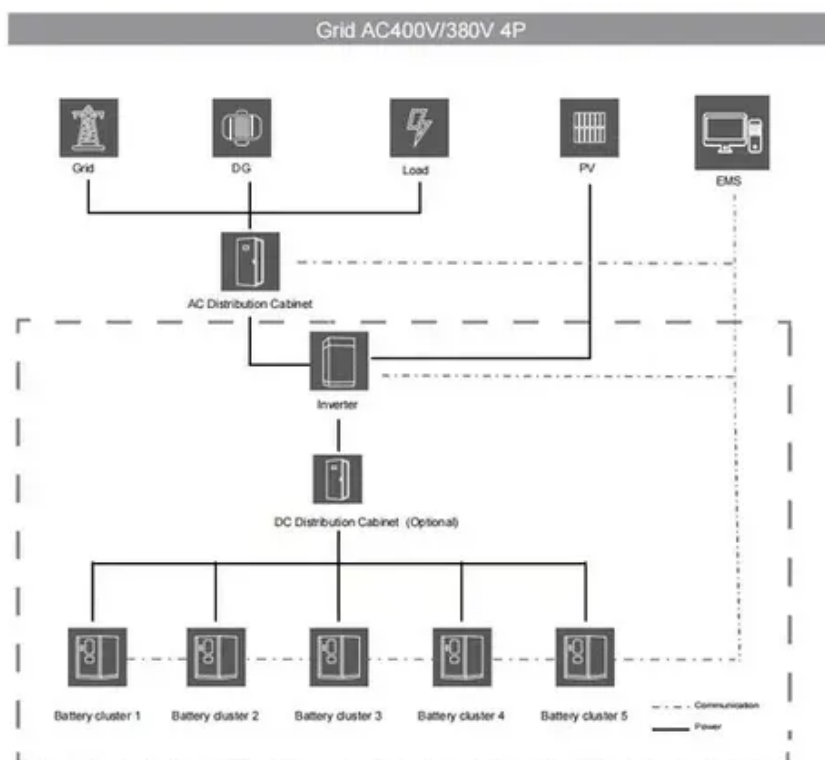 Grid AC400V/380V 4P
Grid
DG
Load
PV
EMS
AC Distribution Cabinet
Inverter
DC Distribution Cabinet (Optional)
Battery cluster 1
Battery cluster 2
Battery cluster 3
Battery cluster 4
Battery cluster 5
Communication
Power